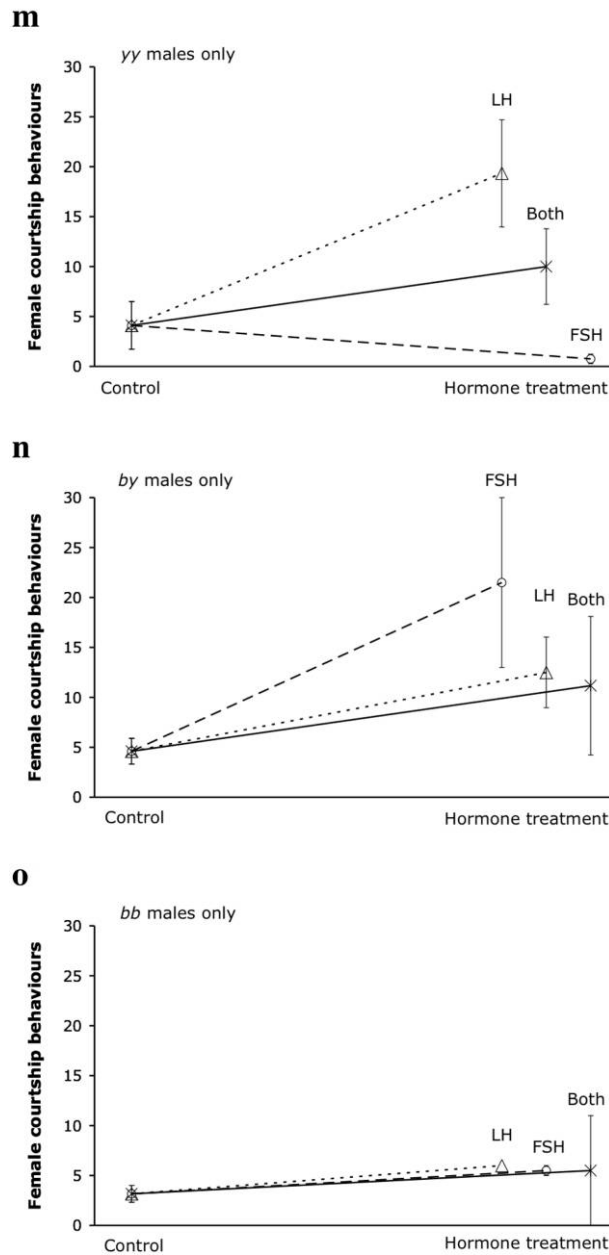 m
yy males only
Female courtship behaviours
30
25
20
15
10
5
0
LH
Both
FSH
Control
Hormone treatment
n
by males only
Female courtship behaviours
30
25
20
15
10
5
0
FSH
LH
Both
Control
Hormone treatment
o
bb males only
Female courtship behaviours
30
25
20
15
10
5
0
Both
LH
FSH
Control
Hormone treatment